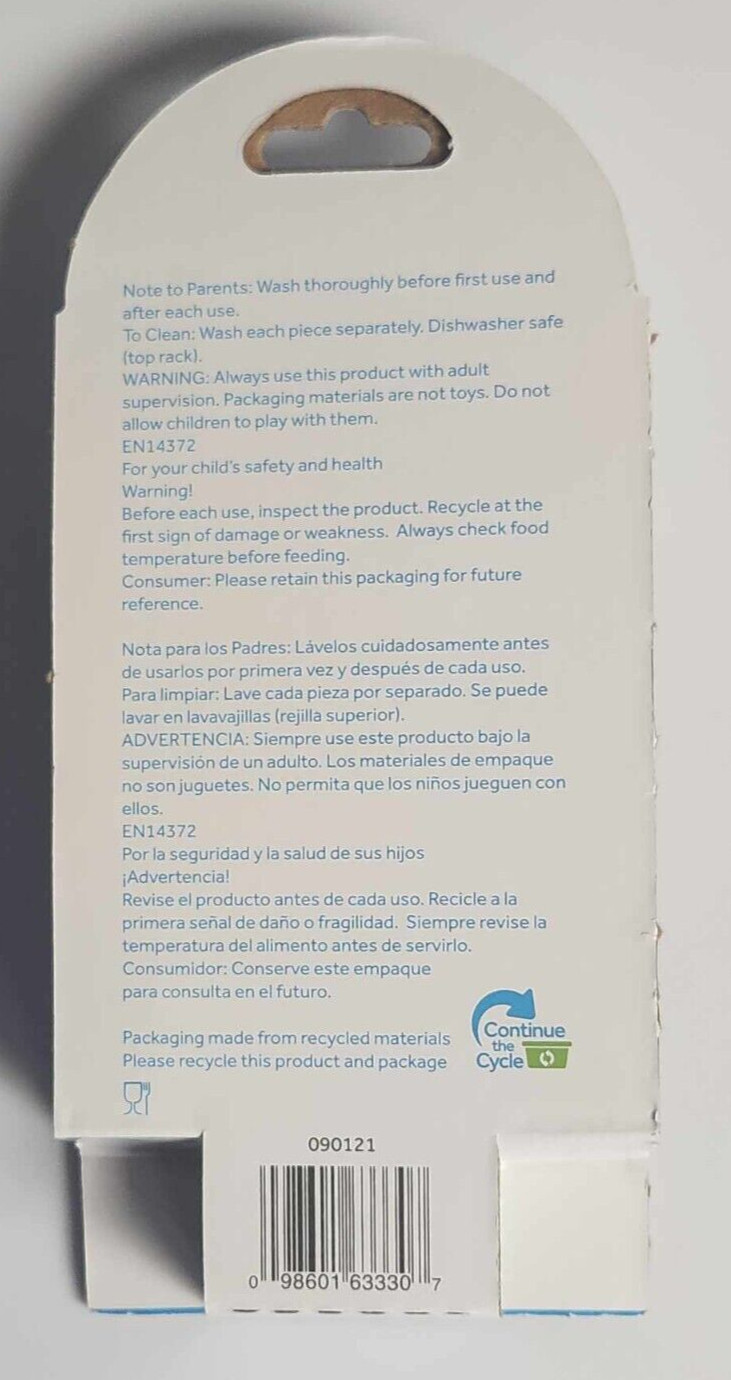 Note to Parents: Wash thoroughly before first use and
after each use.
To Clean: Wash each piece separately. Dishwasher safe
(top rack).
WARNING: Always use this product with adult
supervision. Packaging materials are not toys. Do not
allow children to play with them.
EN14372
For your child's safety and health
Warning!
Before each use, inspect the product. Recycle at the
first sign of damage or weakness. Always check food
temperature before feeding.
Consumer: Please retain this packaging for future
reference.
Nota para los Padres: Lávelos cuidadosamente antes
de usarlos por primera vez y después de cada uso.
Para limpiar: Lave cada pieza por separado. Se puede
lavar en lavavajillas (rejilla superior).
ADVERTENCIA: Siempre use este producto bajo la
supervisión de un adulto. Los materiales de empaque
no son juguetes. No permita que los niños jueguen con
ellos.
EN14372
Por la seguridad y la salud de sus hijos
¡Advertencia!
Revise el producto antes de cada uso. Recicle a la
primera señal de daño o fragilidad. Siempre revise la
temperatura del alimento antes de servirlo.
Consumidor: Conserve este empaque
para consulta en el futuro.
Packaging made from recycled materials
Please recycle this product and package
Continue
the
Cycle
090121
0 98601 63330 7